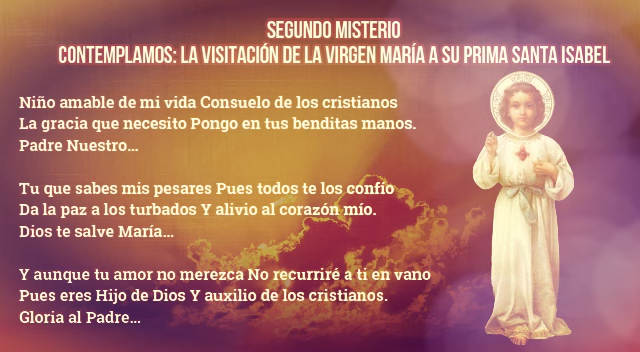 SEGUNDO MISTERIO
CONTEMPLAMOS: LA VISITACIÓN DE LA VIRGEN MARÍA A SU PRIMA SANTA ISABEL
Niño amable de mi vida Consuelo de los cristianos
La gracia que necesito Pongo en tus benditas manos.
Padre Nuestro...
Tu que sabes mis pesares Pues todos te los confío
Da la paz a los turbados Y alivio al corazón mío.
Dios te salve María...
Y aunque tu amor no merezca No recurriré a ti en vano
Pues eres Hijo de Dios Y auxilio de los cristianos.
Gloria al Padre...